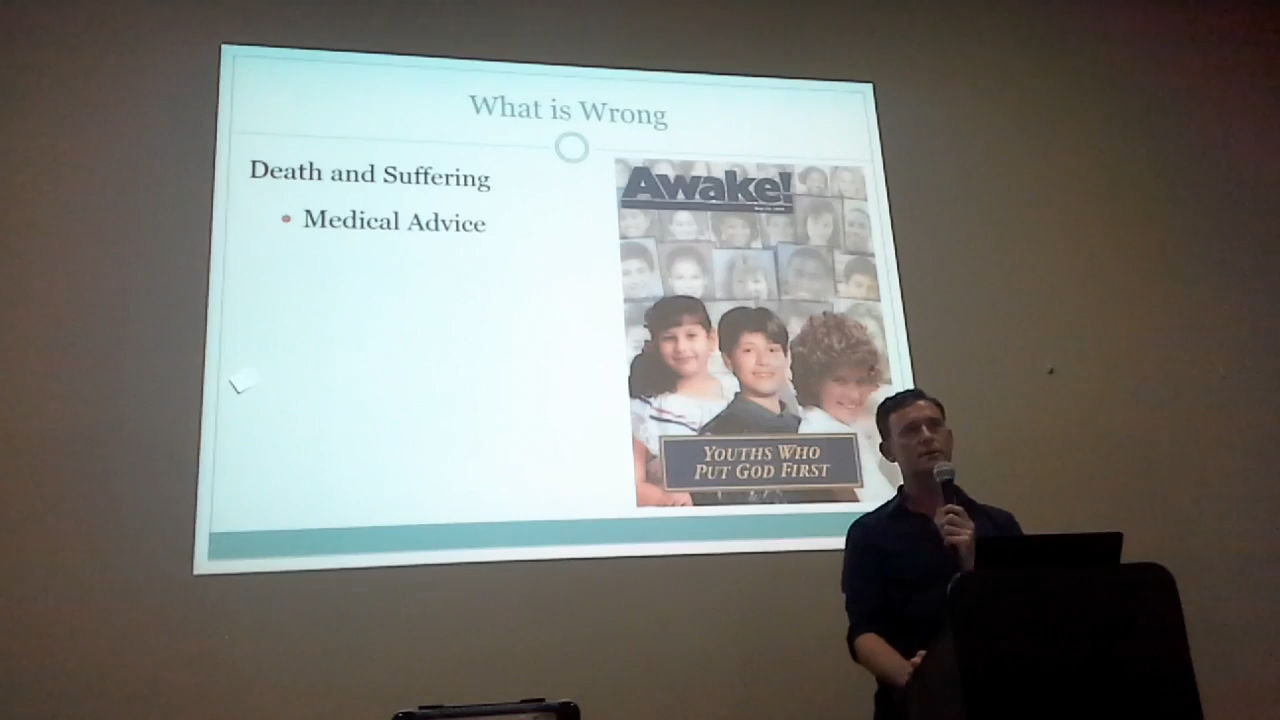 What is Wrong
Death and Suffering
• Medical Advice
Awake!
YOUTHS WHO
PUT GOD FIRST